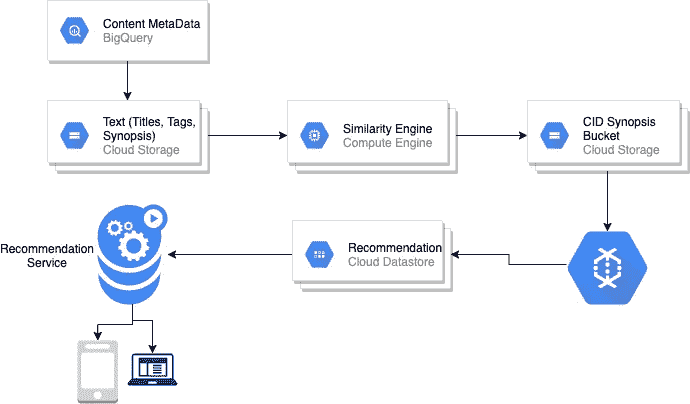 Content MetaData
BigQuery
Text (Titles, Tags,
Synopsis)
Cloud Storage
Similarity Engine
Compute Engine
CID Synopsis
Bucket
Cloud Storage
Recommendation
Service
Recommendation
Cloud Datastore